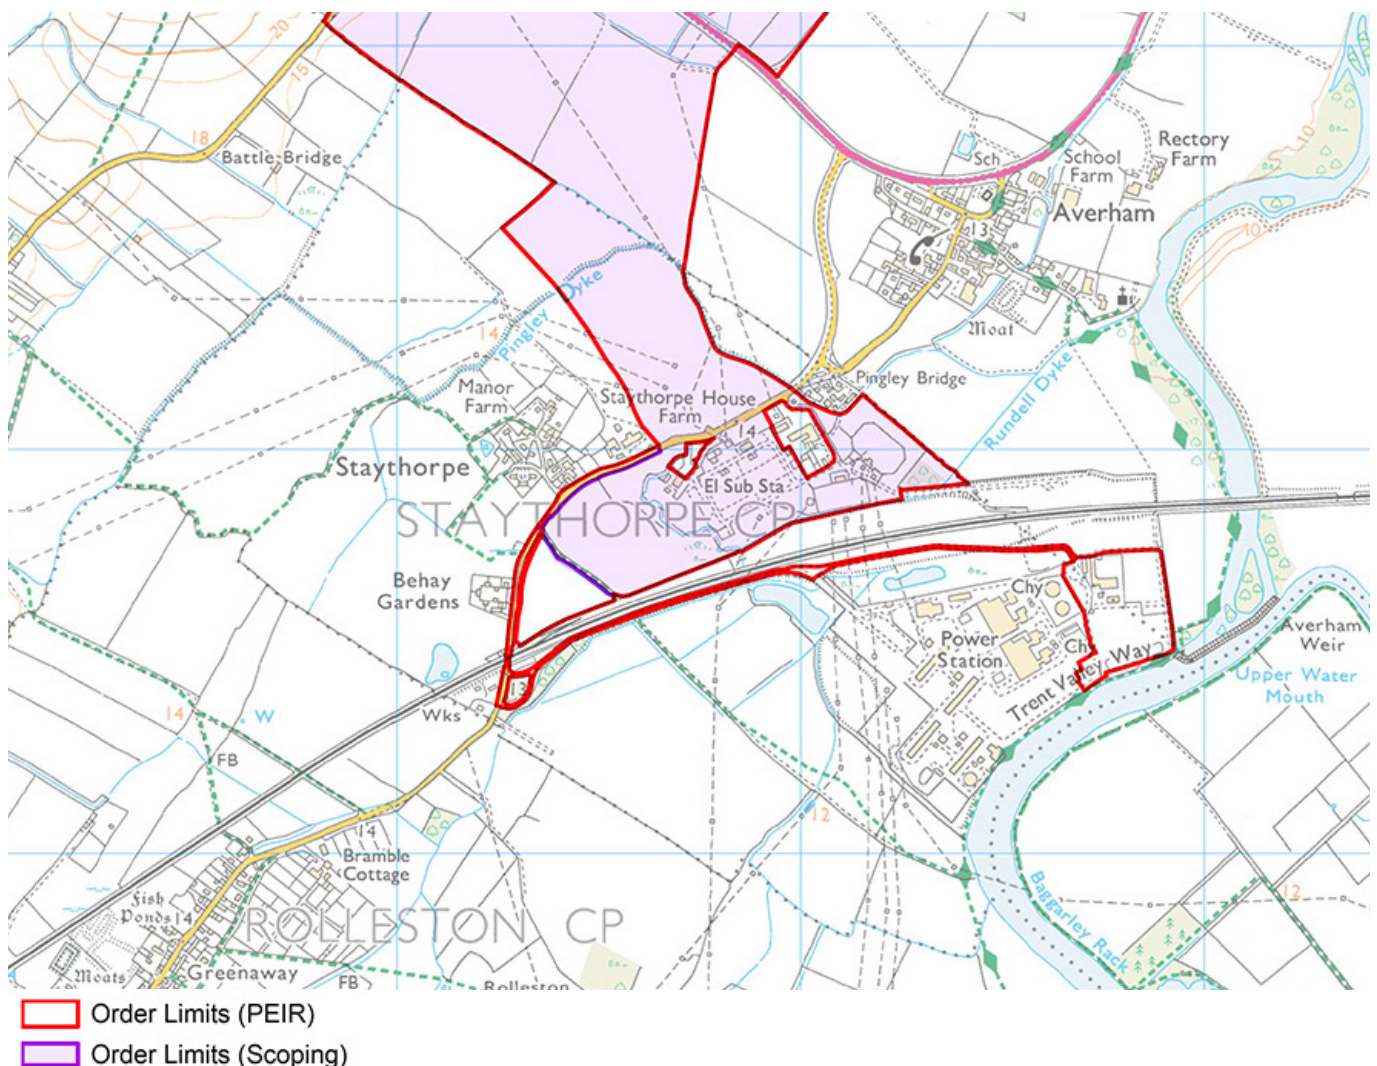 20
15
18
Battle Bridge
Sch
School
Farm
Rectory
Farm
10
Averham
13
10
Moat
Pingley Dyke
14
Pingley Bridge
Rundell Dyke
Manor
Farm
Staythorpe House
Farm
14
Staythorpe
El Sub Sta
STAYTHORPE CP
Behay
Gardens
Chy
Power
Station
Ch
Trent Valley Way
Averham
Weir
Upper Water
Mouth
13
Wks
14
W
FB
12
14
Bramble
Cottage
Fish
Ponds
14
ROLLESTON CP
Baggarley Rack
12
Moats
Greenaway
FB
Rolleston
Order Limits (PEIR)
Order Limits (Scoping)